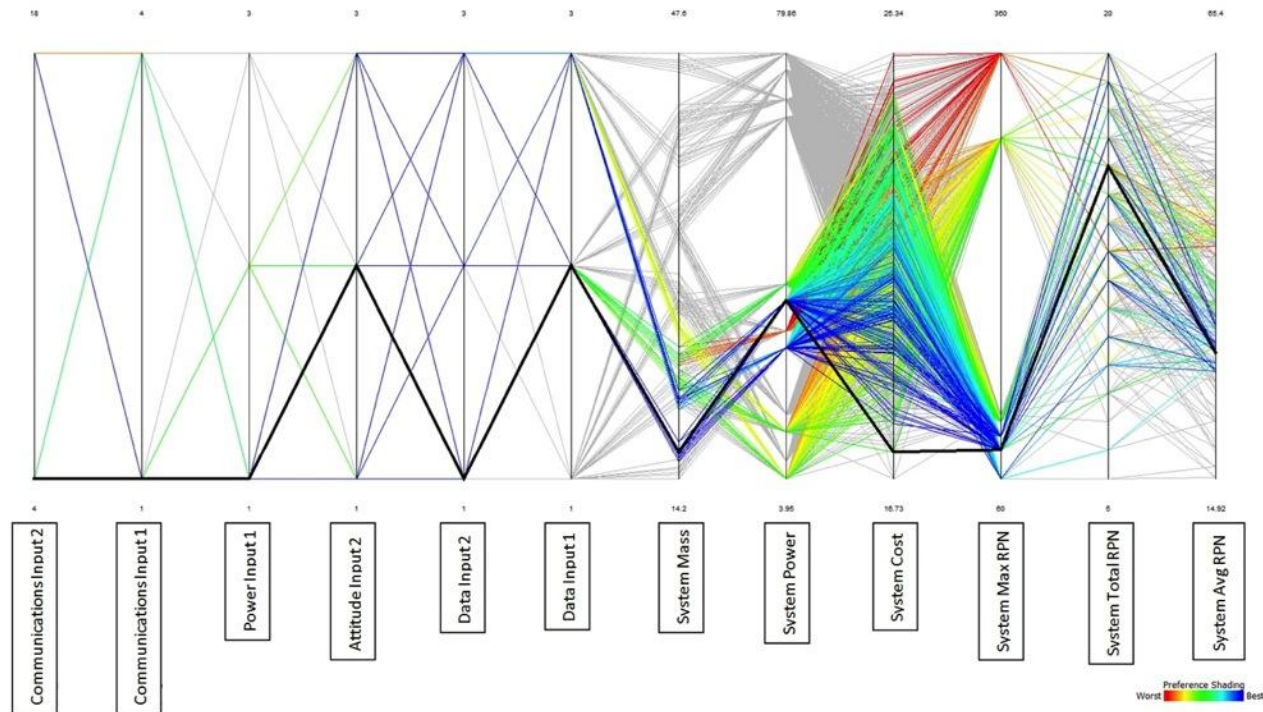 18 4 3 3 3 3 47.6 79.86 25.34 360 20 65.4
4 1 1 1 1 1 14.2 3.95 16.73 60 5 14.92
Communications Input 2
Communications Input 1
Power Input 1
Attitude Input 2
Data Input 2
Data Input 1
System Mass
System Power
System Cost
System Max RPN
System Total RPN
System Avg RPN
Preference Shading
Worst Best